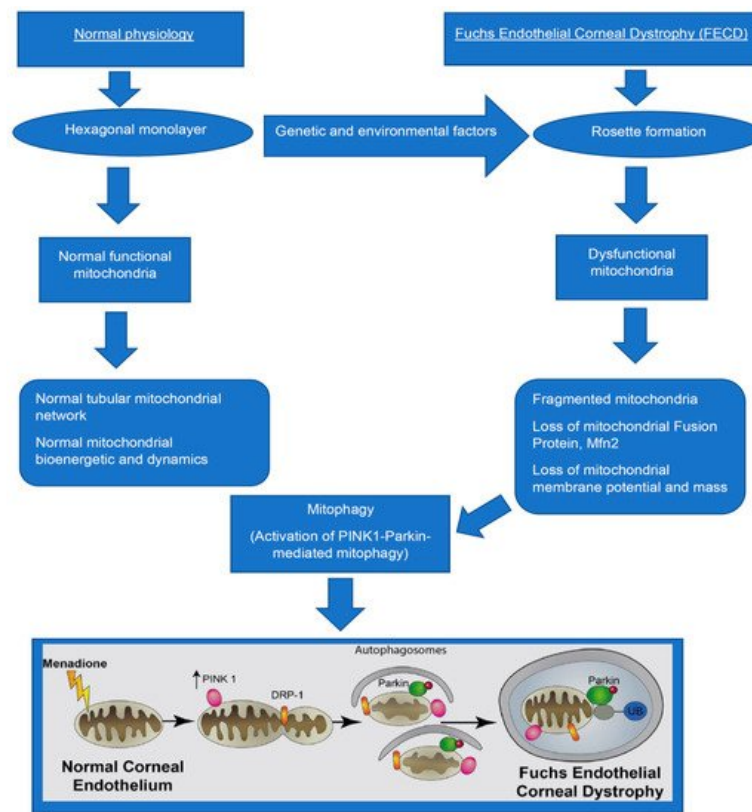 Normal physiology
Fuchs Endothelial Corneal Dystrophy (FECD)
Hexagonal monolayer
Genetic and environmental factors
Rosette formation
Normal functional
mitochondria
Dysfunctional
mitochondria
Normal tubular mitochondrial
network
Normal mitochondrial
bioenergetic and dynamics
Fragmented mitochondria
Loss of mitochondrial Fusion
Protein, Mfn2
Loss of mitochondrial
membrane potential and mass
Mitophagy
(Activation of PINK1-Parkin-
mediated mitophagy)
Menadione
↑ PINK 1
DRP-1
Autophagosomes
Parkin
Parkin
UB
Normal Corneal
Endothelium
Fuchs Endothelial
Corneal Dystrophy